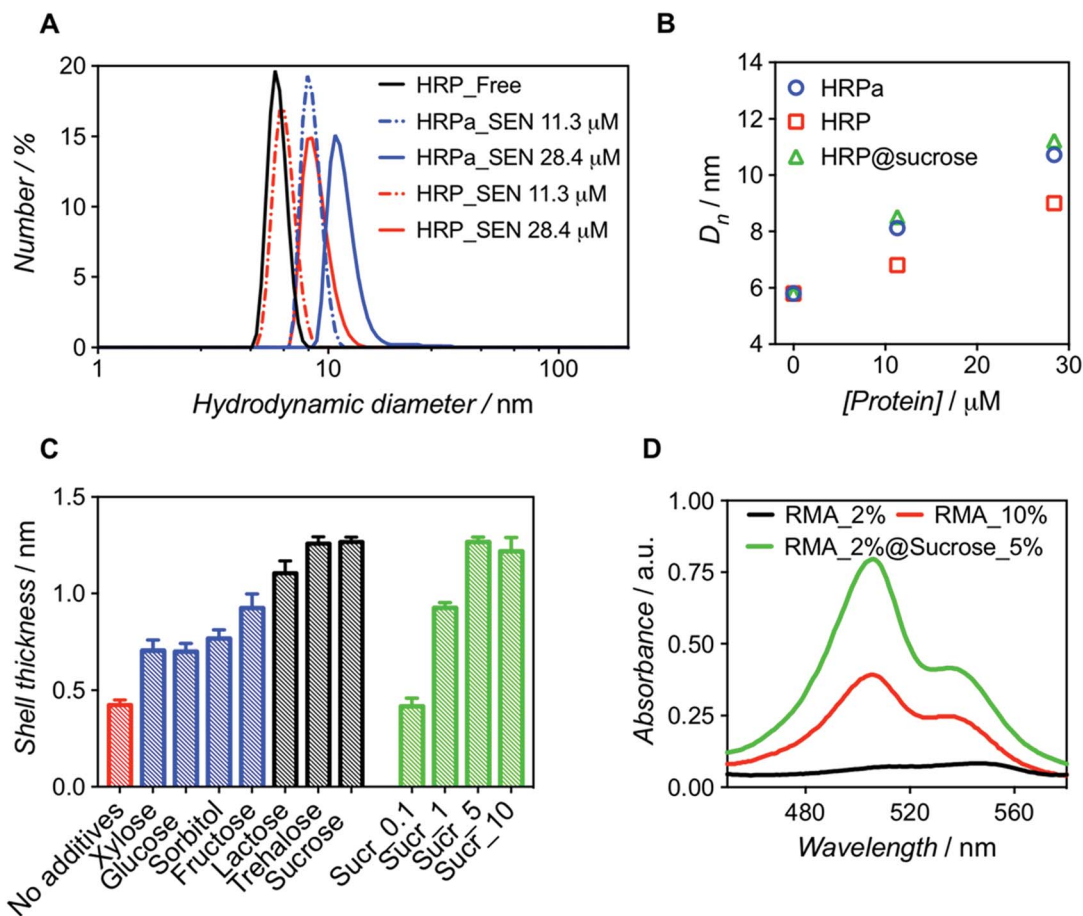 A
20
15
10
5
0
Number / %
HRP_Free
HRPa_SEN 11.3 μM
HRPa_SEN 28.4 μM
HRP_SEN 11.3 μM
HRP_SEN 28.4 μM
1
10
100
Hydrodynamic diameter / nm
B
14
12
10
8
6
4
Dn / nm
HRPa
HRP
HRP@sucrose
0
10
20
30
[Protein] / μM
C
1.5
1.0
0.5
0.0
Shell thickness / nm
No additives
Xylose
Glucose
Sorbitol
Fructose
Lactose
Trehalose
Sucrose
Sucr_0.1
Sucr_1
Sucr_5
Sucr_10
D
1.00
0.75
0.50
0.25
0.00
Absorbance / a.u.
RMA_2% RMA_10%
RMA_2%@Sucrose_5%
480
520
560
Wavelength / nm